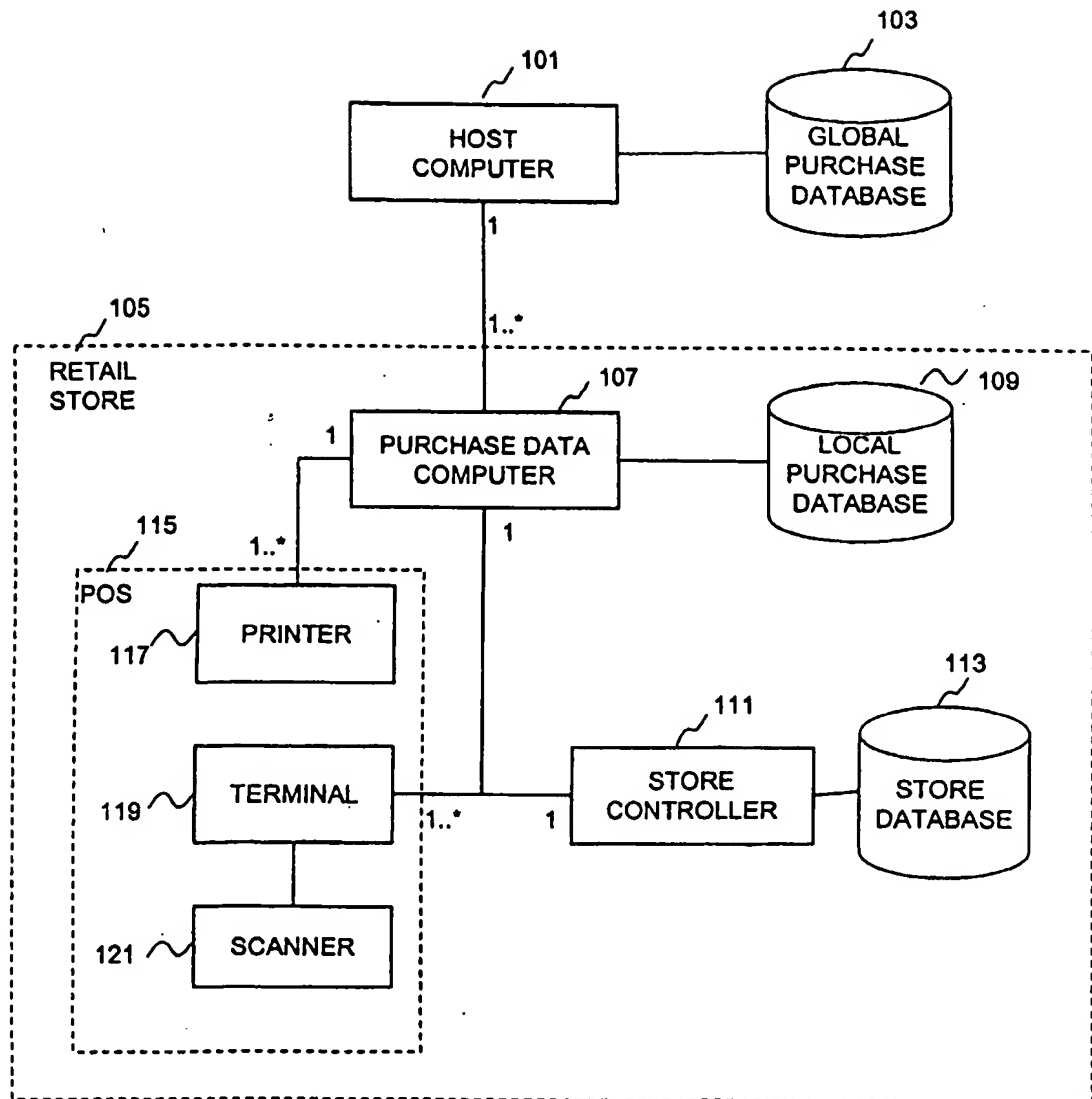 101
103
HOST
COMPUTER
GLOBAL
PURCHASE
DATABASE
1
105
1..*
RETAIL
STORE
107
109
1
PURCHASE DATA
COMPUTER
LOCAL
PURCHASE
DATABASE
115
1..*
1
POS
PRINTER
117
113
111
TERMINAL
119
1..*
1
STORE
CONTROLLER
STORE
DATABASE
SCANNER
121